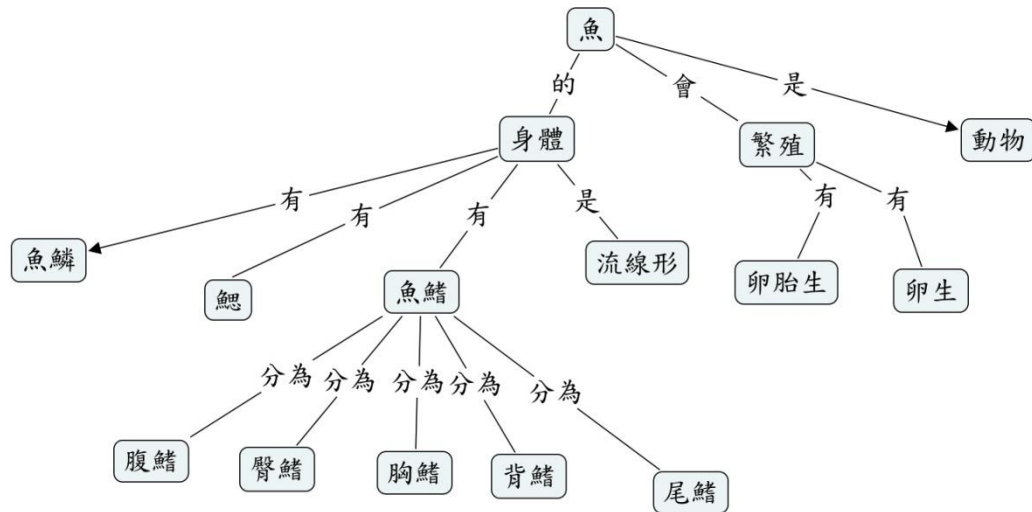 魚
的
會
是
身體
繁殖
動物
有
有
有
是
有
有
魚鱗
鰓
魚鰭
流線形
卵胎生
卵生
分為
分為
分為
分為
分為
腹鰭
臀鰭
胸鰭
背鰭
尾鰭